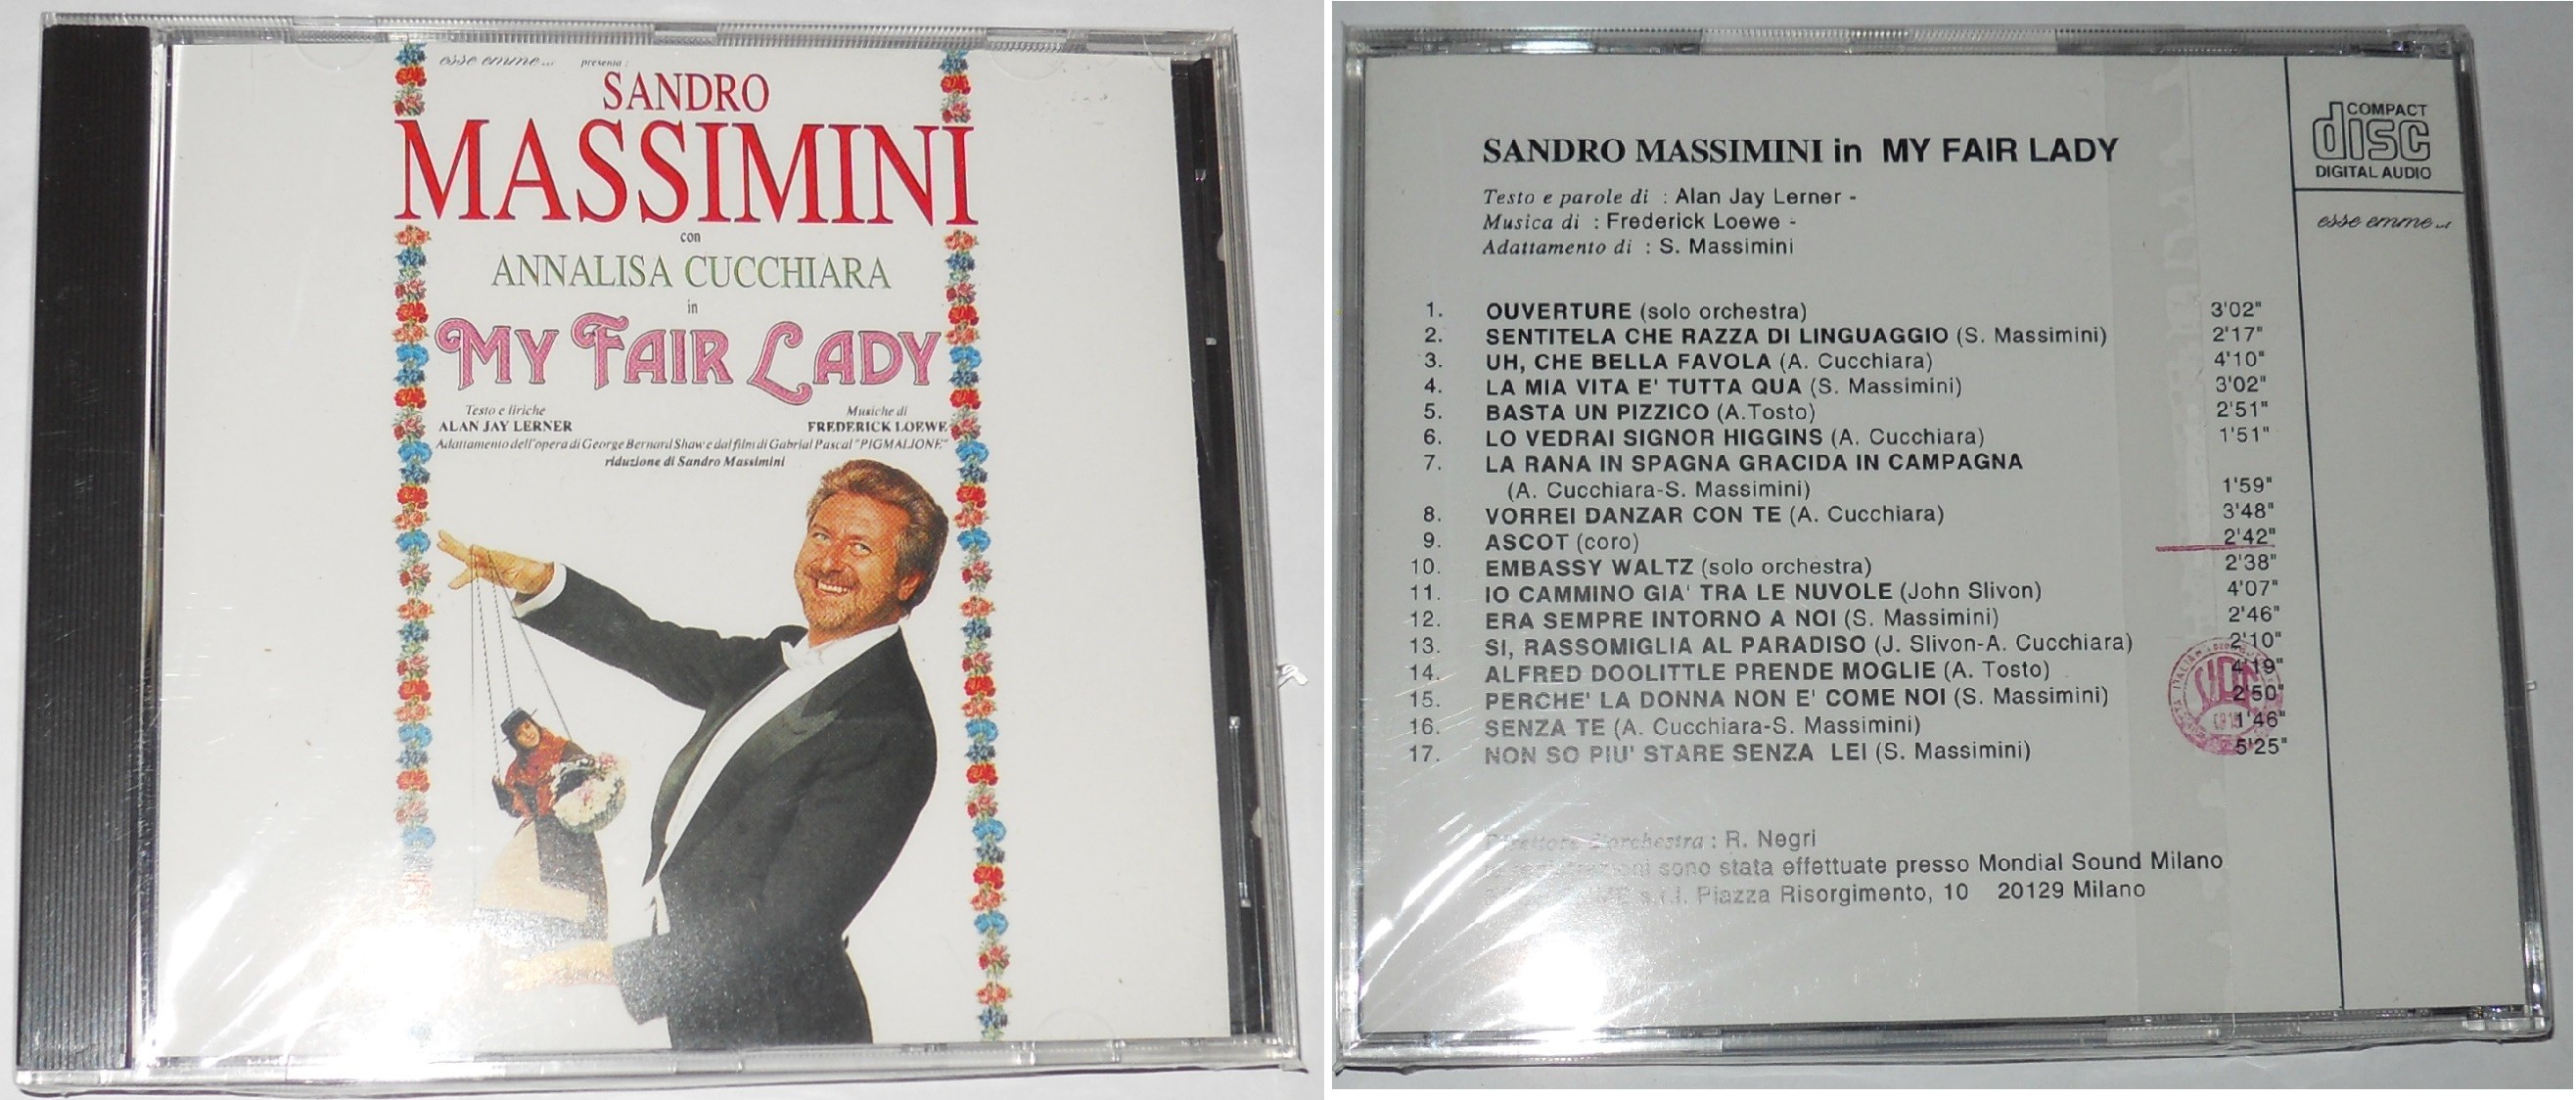 esse emme... presenta:
SANDRO
MASSIMINI
con
ANNALISA CUCCHIARA
in
MY FAIR LADY
Testo e liriche
ALAN JAY LERNER
Musiche di
FREDERICK LOEWE
Adattamento dell'opera di George Bernard Shaw e dal film di Gabrial Pascal "PIGMALIONE"
riduzione di Sandro Massimini
SANDRO MASSIMINI in MY FAIR LADY
Testo e parole di : Alan Jay Lerner -
Musica di : Frederick Loewe -
Adattamento di : S. Massimini
1. OUVERTURE (solo orchestra) 3'02"
2. SENTITELA CHE RAZZA DI LINGUAGGIO (S. Massimini) 2'17"
3. UH, CHE BELLA FAVOLA (A. Cucchiara) 4'10"
4. LA MIA VITA E' TUTTA QUA (S. Massimini) 3'02"
5. BASTA UN PIZZICO (A.Tosto) 2'51"
6. LO VEDRAI SIGNOR HIGGINS (A. Cucchiara) 1'51"
7. LA RANA IN SPAGNA GRACIDA IN CAMPAGNA
(A. Cucchiara-S. Massimini) 1'59"
8. VORREI DANZAR CON TE (A. Cucchiara) 3'48"
9. ASCOT (coro) 2'42"
10. EMBASSY WALTZ (solo orchestra) 2'38"
11. IO CAMMINO GIA' TRA LE NUVOLE (John Slivon) 4'07"
12. ERA SEMPRE INTORNO A NOI (S. Massimini) 2'46"
13. SI, RASSOMIGLIA AL PARADISO (J. Slivon-A. Cucchiara) 2'10"
14. ALFRED DOOLITTLE PRENDE MOGLIE (A. Tosto) 4'19"
15. PERCHE' LA DONNA NON E' COME NOI (S. Massimini) 2'50"
16. SENZA TE (A. Cucchiara-S. Massimini) 1'46"
17. NON SO PIU' STARE SENZA LEI (S. Massimini) 5'25"
Direttore d'orchestra : R. Negri
sono stata effettuate presso Mondial Sound Milano
s.r.l. Piazza Risorgimento, 10 20129 Milano
COMPACT
disc
DIGITAL AUDIO
esse emme...